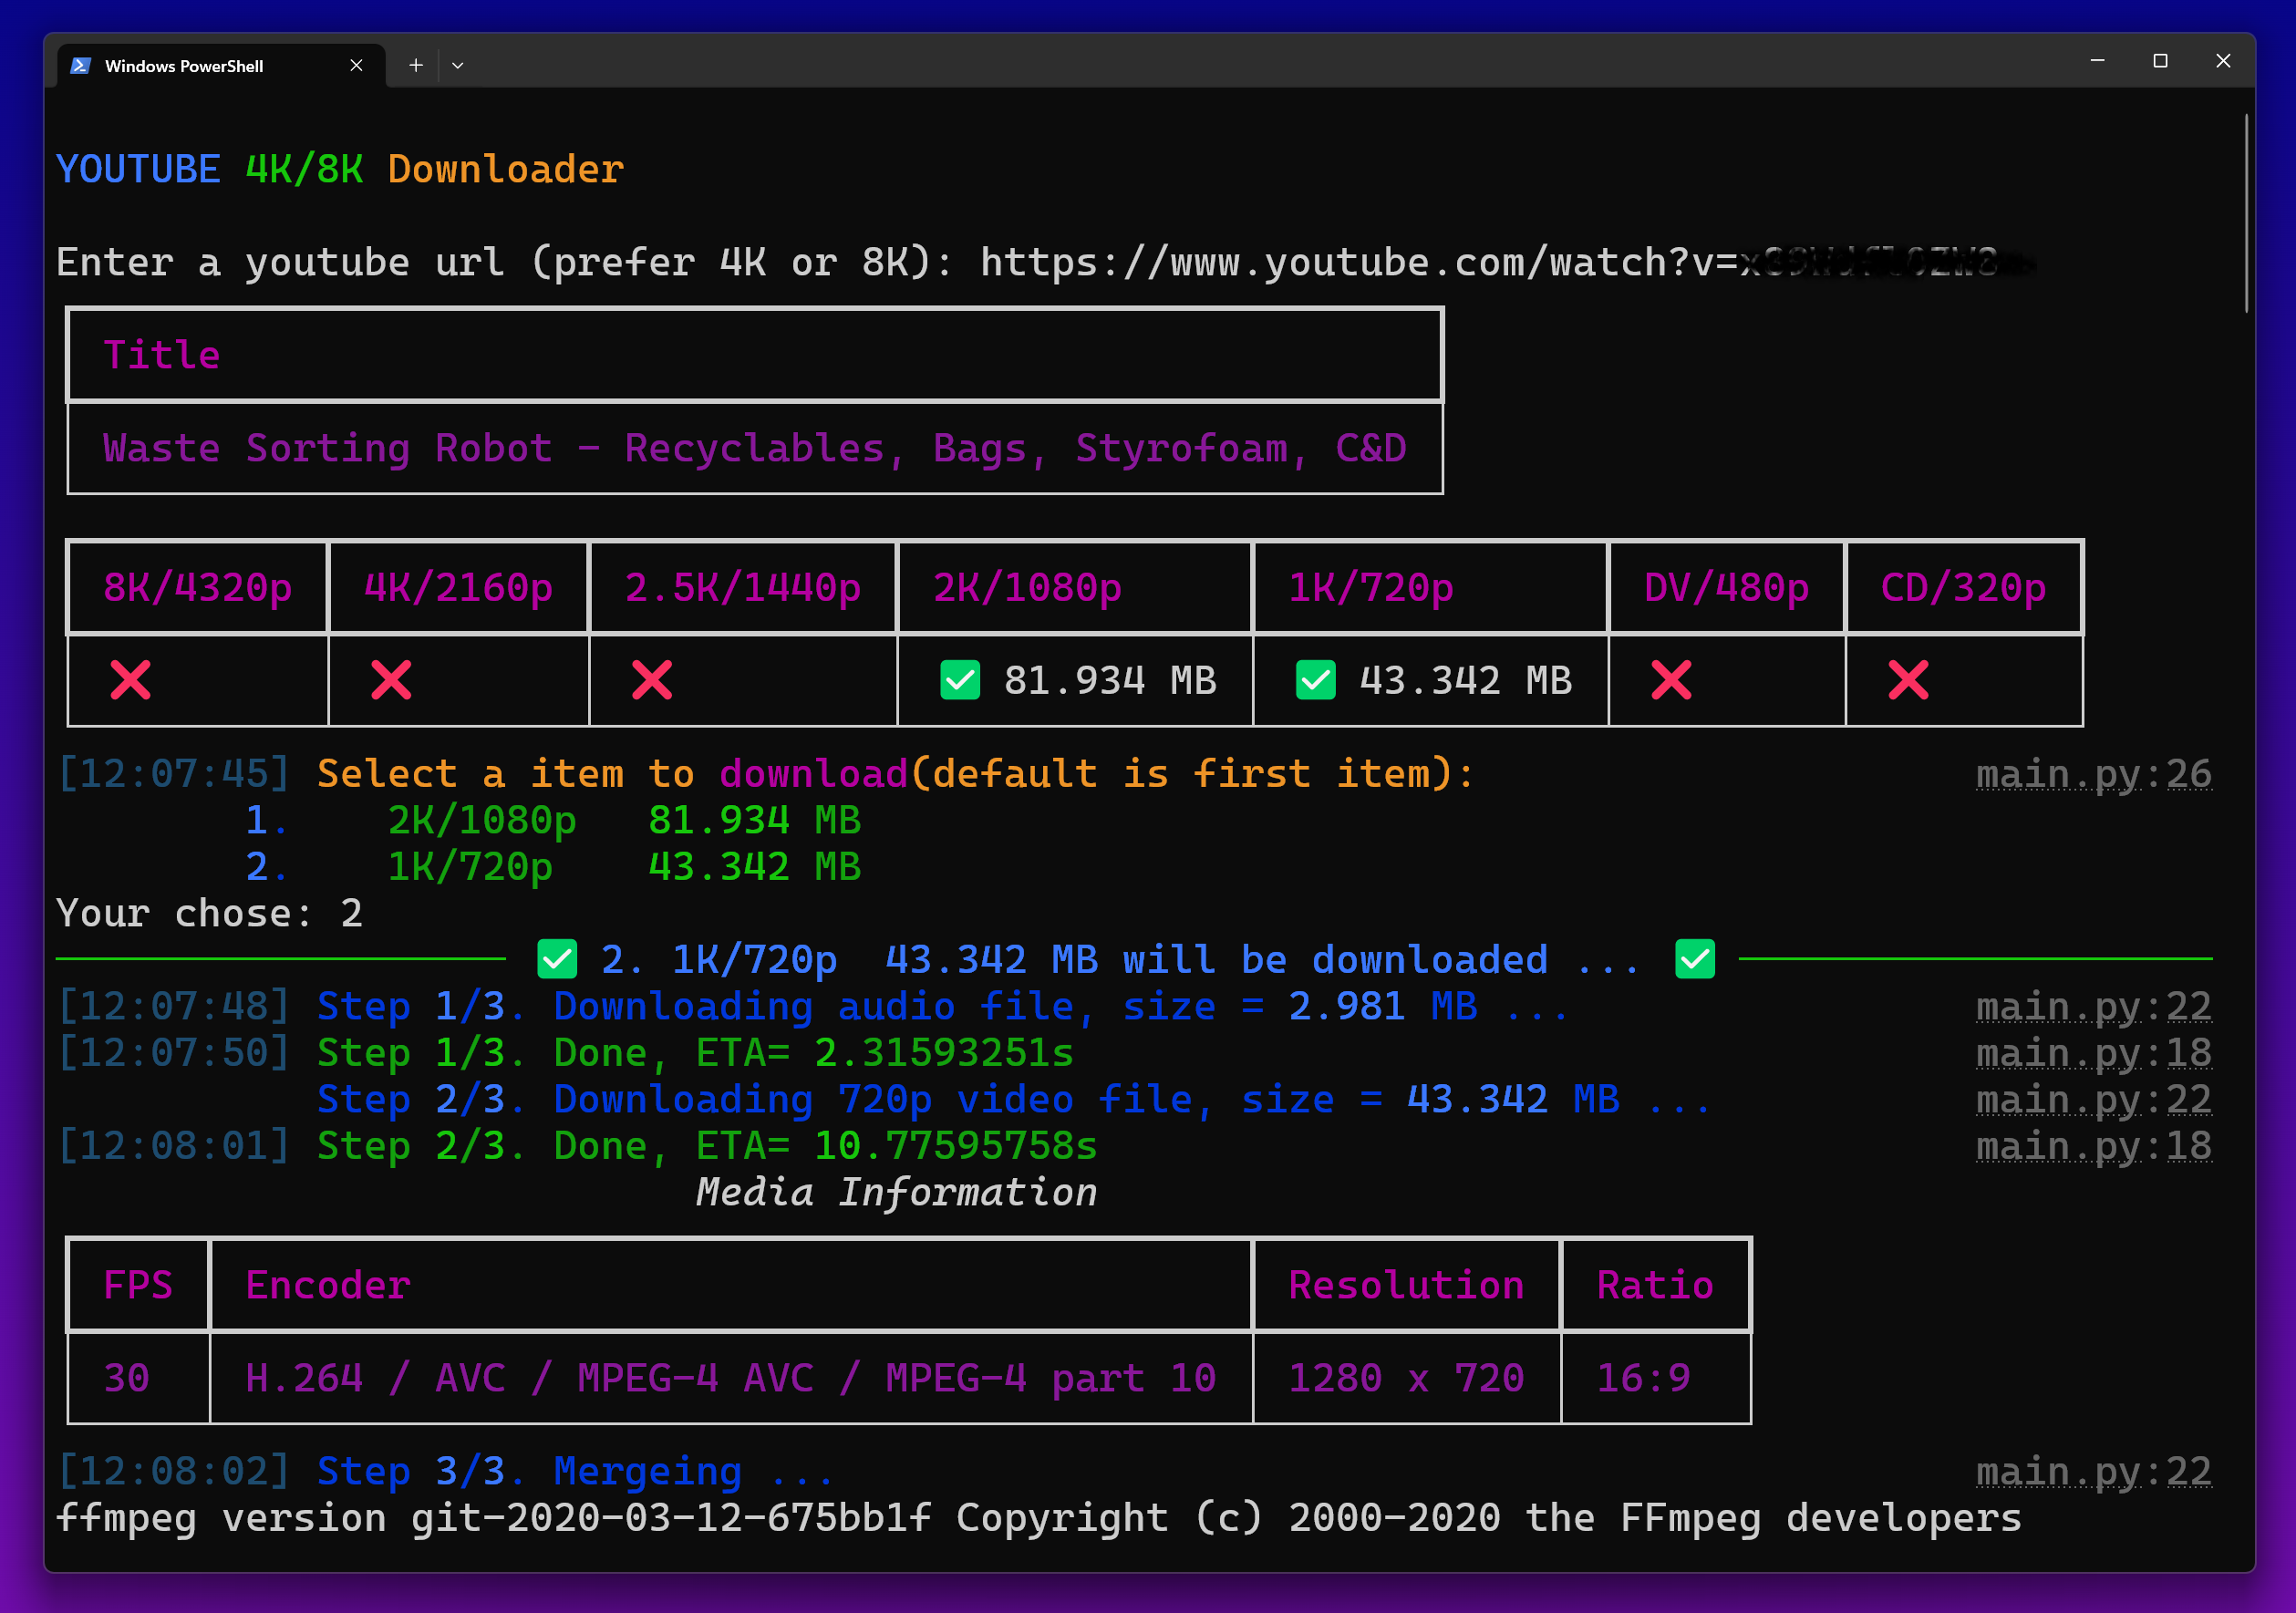 Windows PowerShell
YOUTUBE 4K/8K Downloader
Enter a youtube url (prefer 4K or 8K): https://www.youtube.com/watch?v=
Title
Waste Sorting Robot - Recyclables, Bags, Styrofoam, C&D
8K/4320p 4K/2160p 2.5K/1440p 2K/1080p 1K/720p DV/480p CD/320p
❌ ❌ ❌ ✅ 81.934 MB ✅ 43.342 MB ❌ ❌
[12:07:45] Select a item to download(default is first item): main.py:26
1. 2K/1080p 81.934 MB
2. 1K/720p 43.342 MB
Your chose: 2
✅ 2. 1K/720p 43.342 MB will be downloaded ... ✅
[12:07:48] Step 1/3. Downloading audio file, size = 2.981 MB ... main.py:22
[12:07:50] Step 1/3. Done, ETA= 2.31593251s main.py:18
Step 2/3. Downloading 720p video file, size = 43.342 MB ... main.py:22
[12:08:01] Step 2/3. Done, ETA= 10.77595758s main.py:18
Media Information
FPS Encoder Resolution Ratio
30 H.264 / AVC / MPEG-4 AVC / MPEG-4 part 10 1280 x 720 16:9
[12:08:02] Step 3/3. Mergeing ... main.py:22
ffmpeg version git-2020-03-12-675bb1f Copyright (c) 2000-2020 the FFmpeg developers